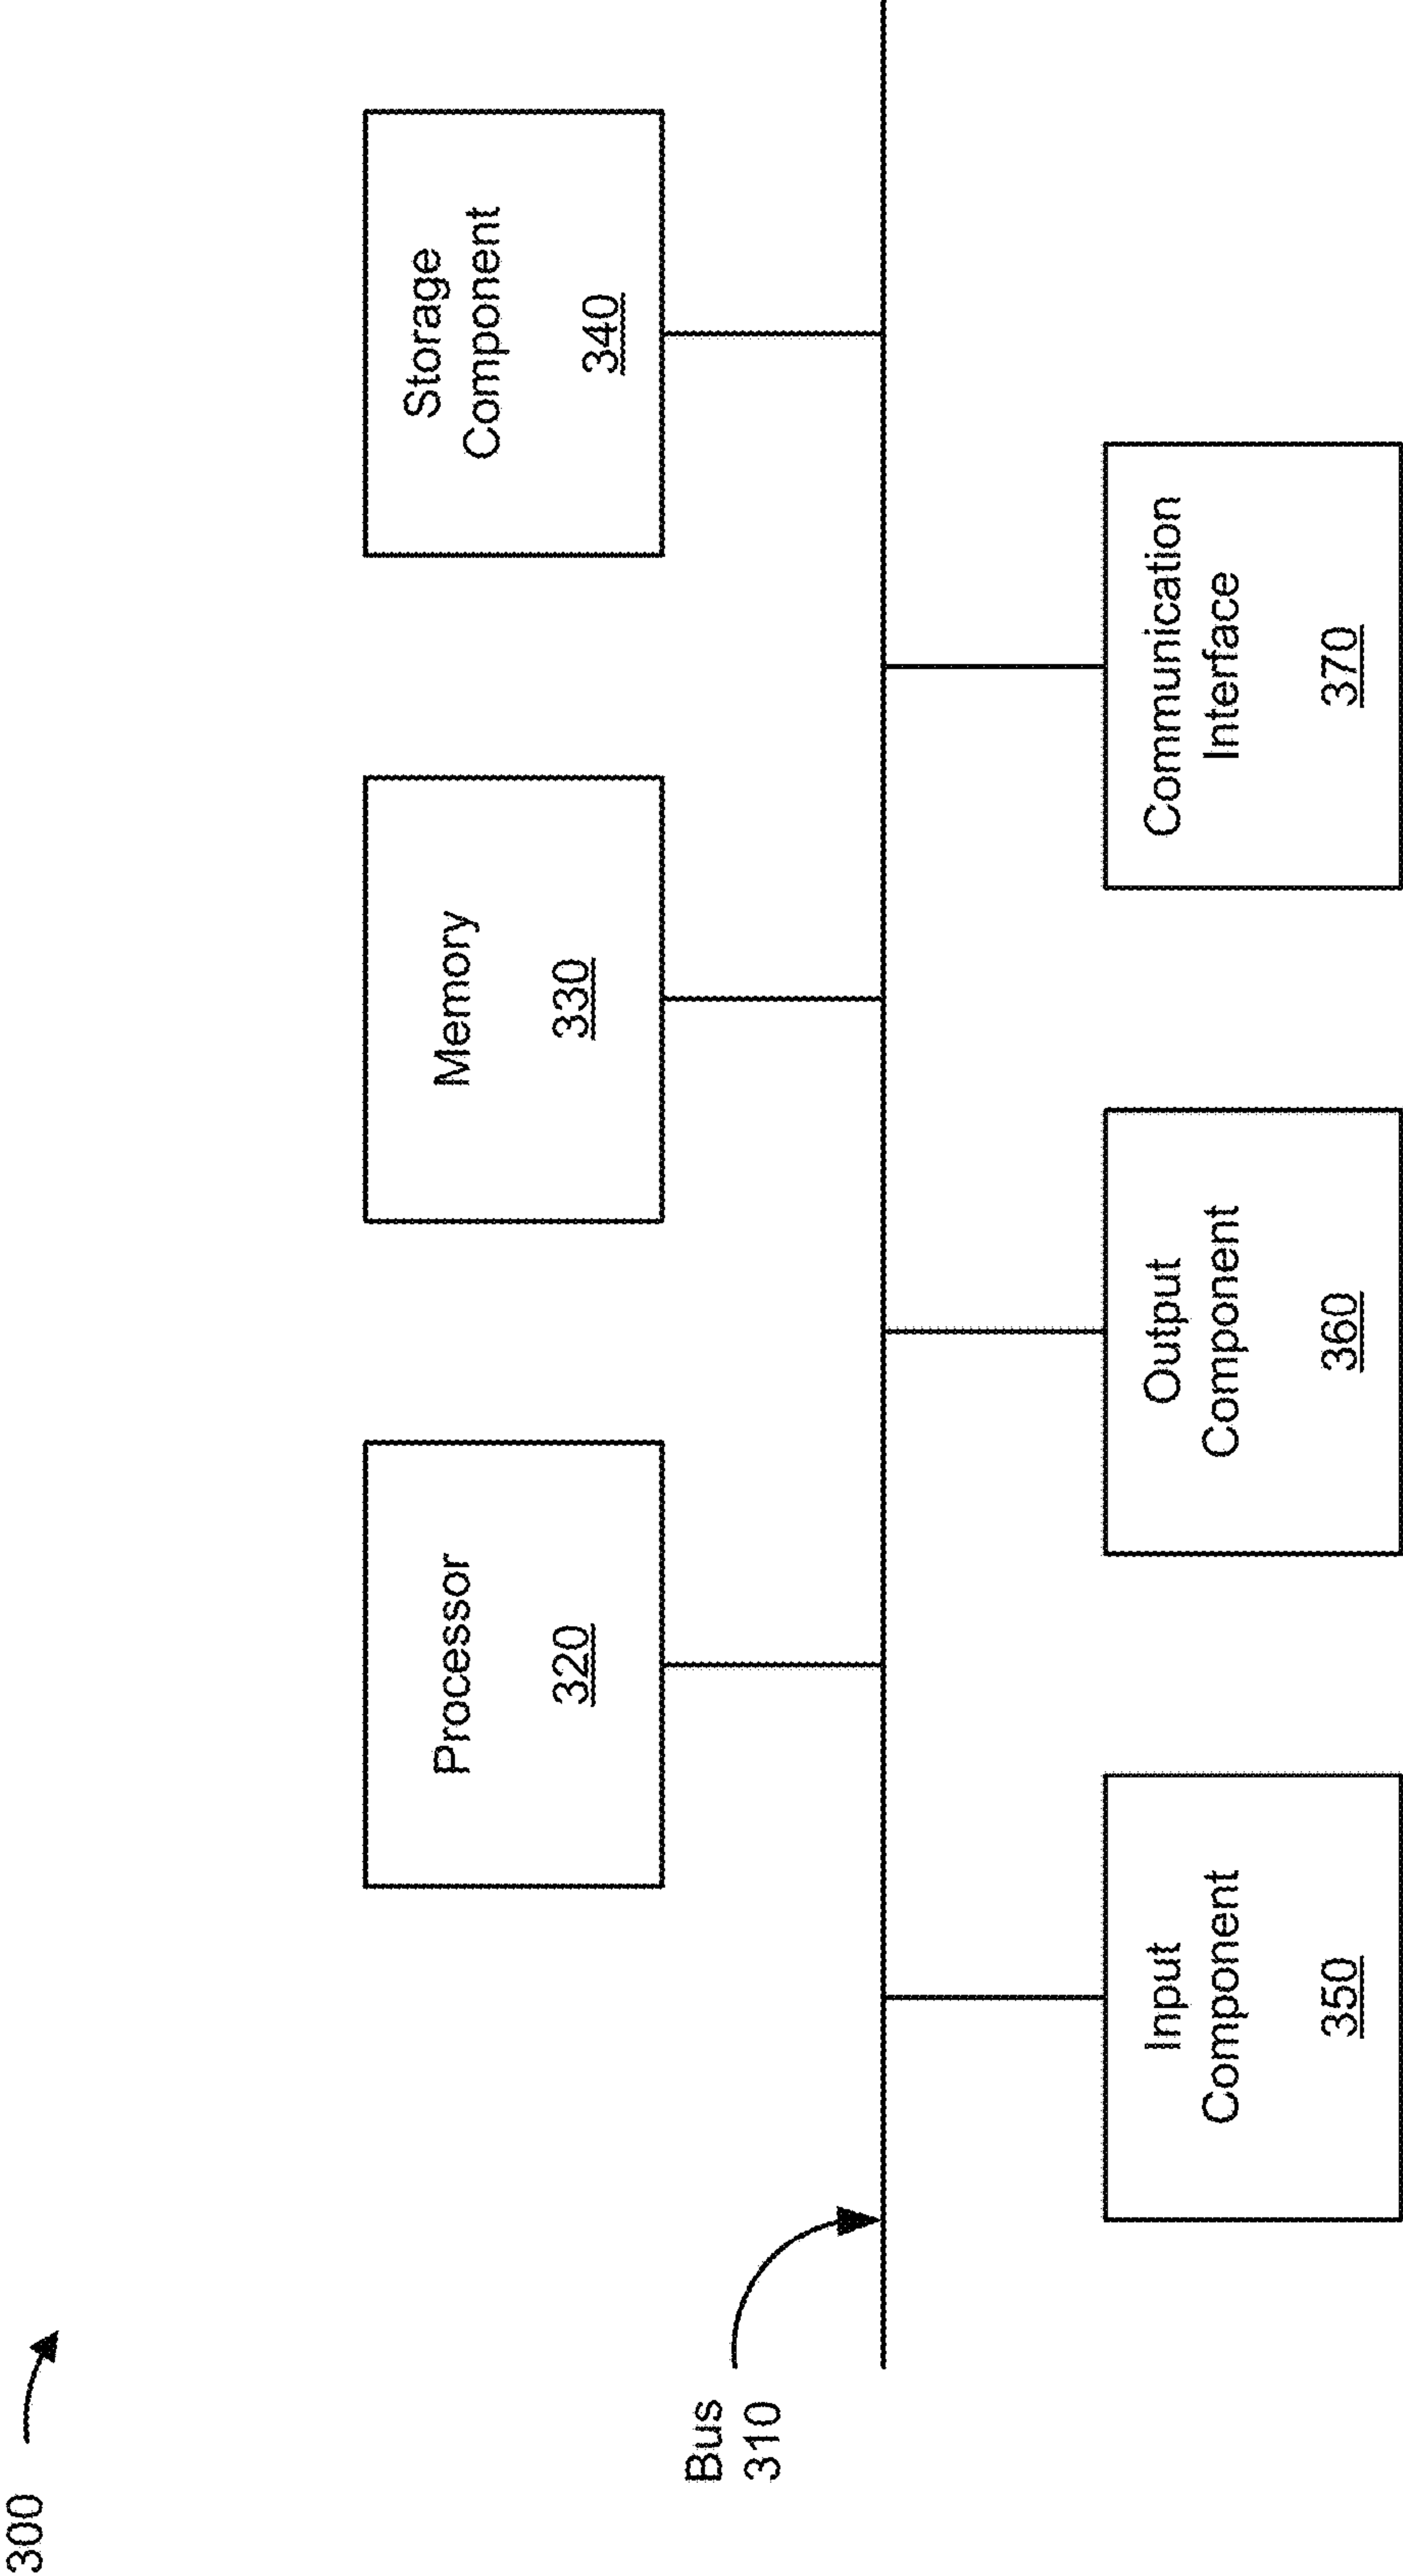 300
Processor
320
Memory
330
Storage
Component
340
Bus
310
Input
Component
350
Output
Component
360
Communication
Interface
370